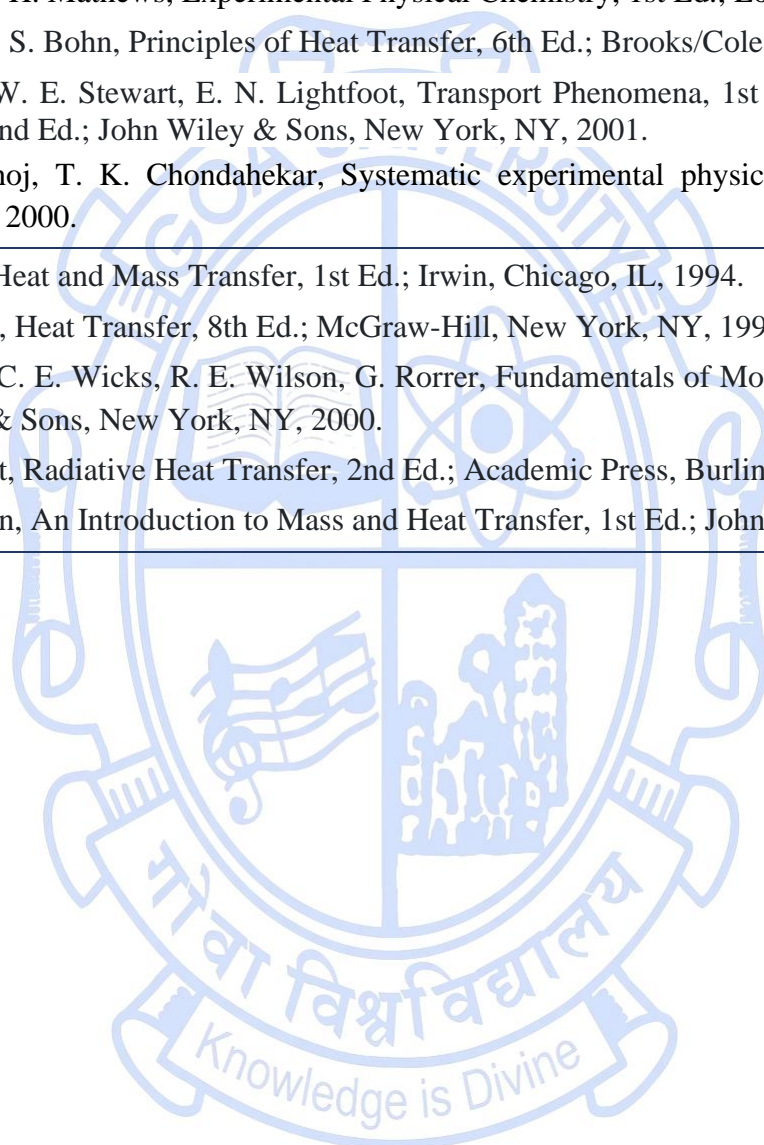 H. Mathews, Experimental Physical Chemistry, 1st Ed.;
S. Bohn, Principles of Heat Transfer, 6th Ed.; Brooks/Cole
W. E. Stewart, E. N. Lightfoot, Transport Phenomena, 1st
nd Ed.; John Wiley & Sons, New York, NY, 2001.
noj, T. K. Chondahekar, Systematic experimental physic
2000.
GOA UNIVERSITY
Heat and Mass Transfer, 1st Ed.; Irwin, Chicago, IL, 1994.
, Heat Transfer, 8th Ed.; McGraw-Hill, New York, NY, 199
C. E. Wicks, R. E. Wilson, G. Rorrer, Fundamentals of Mo
& Sons, New York, NY, 2000.
t, Radiative Heat Transfer, 2nd Ed.; Academic Press, Burlin
n, An Introduction to Mass and Heat Transfer, 1st Ed.; John
गोंवा विश्वविद्यालय
Knowledge is Divine